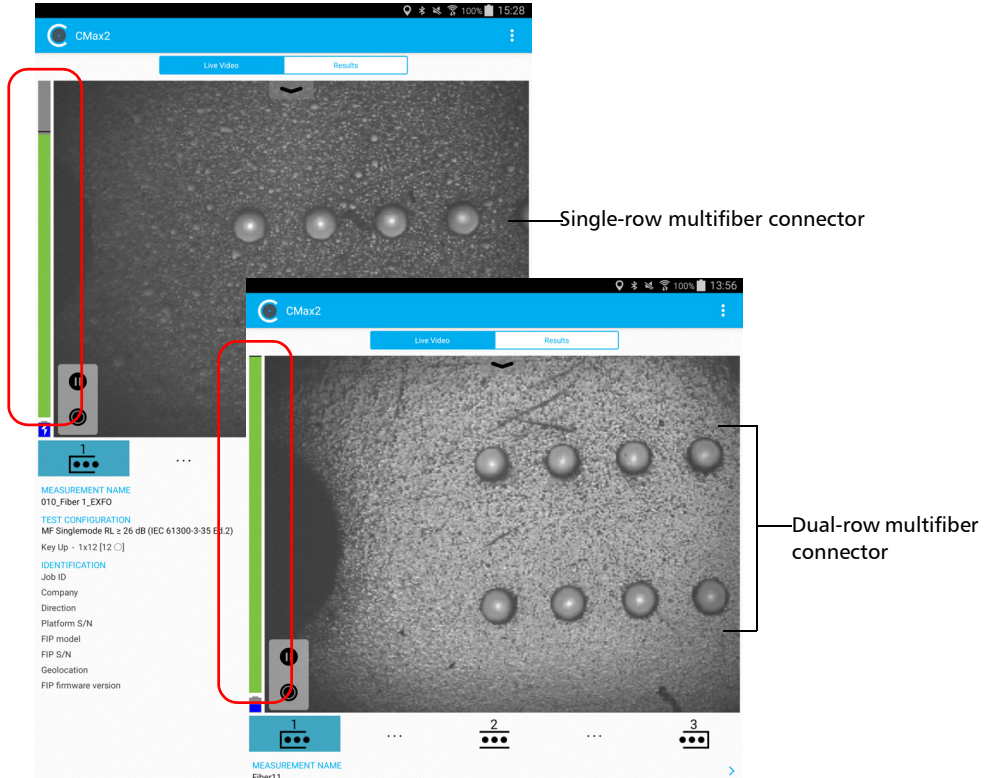 100% 15:28
CMax2
Live Video Results
Single-row multifiber connector
1
...
MEASUREMENT NAME
010_Fiber 1_EXFO
TEST CONFIGURATION
MF Singlemode RL ≥ 26 dB (IEC 61300-3-35 Ed.2)
Key Up - 1x12 [12 ○]
IDENTIFICATION
Job ID
Company
Direction
Platform S/N
FIP model
FIP S/N
Geolocation
FIP firmware version
100% 13:56
CMax2
Live Video Results
Dual-row multifiber
connector
1 ... 2 ... 3
MEASUREMENT NAME
Fiber11